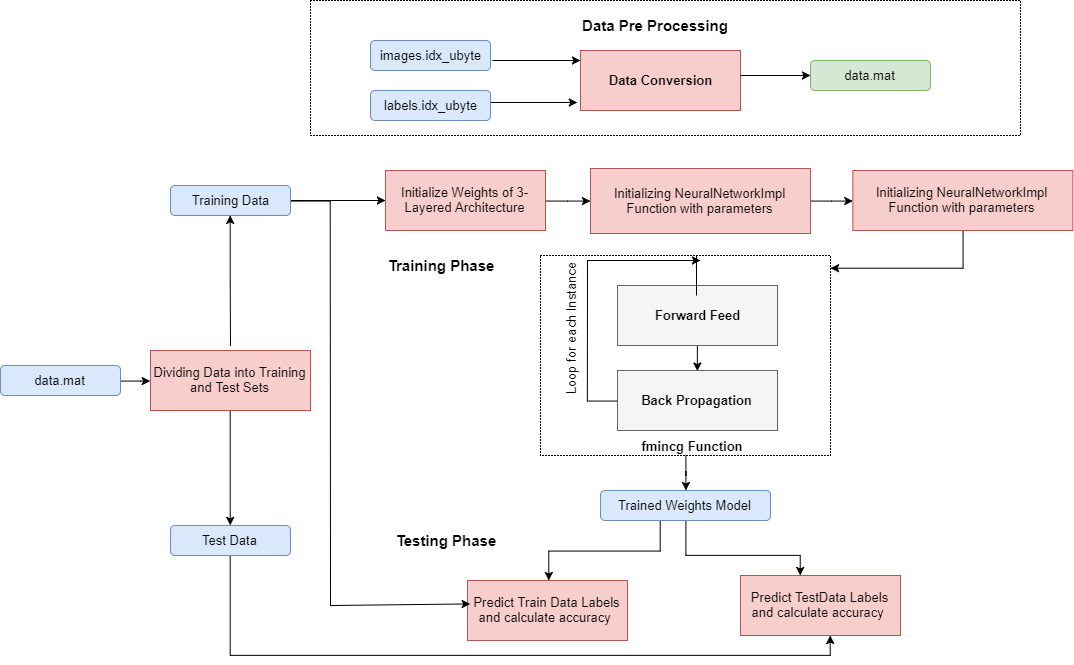 Data Pre Processing
images.idx_ubyte
labels.idx_ubyte
Data Conversion
data.mat
Training Data
Initialize Weights of 3-
Layered Architecture
Initializing NeuralNetworkImpl
Function with parameters
Initializing NeuralNetworkImpl
Function with parameters
Training Phase
Loop for each Instance
Forward Feed
Back Propagation
fmincg Function
data.mat
Dividing Data into Training
and Test Sets
Trained Weights Model
Test Data
Testing Phase
Predict Train Data Labels
and calculate accuracy
Predict TestData Labels
and calculate accuracy